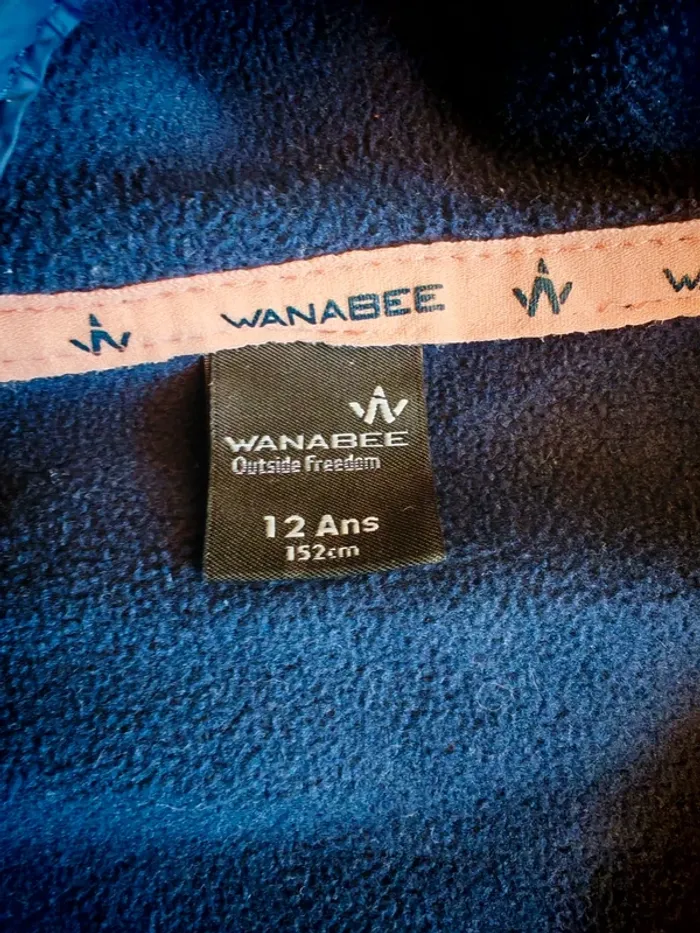 WANABEE
WANABEE
Outside Freedom
12 Ans
152cm